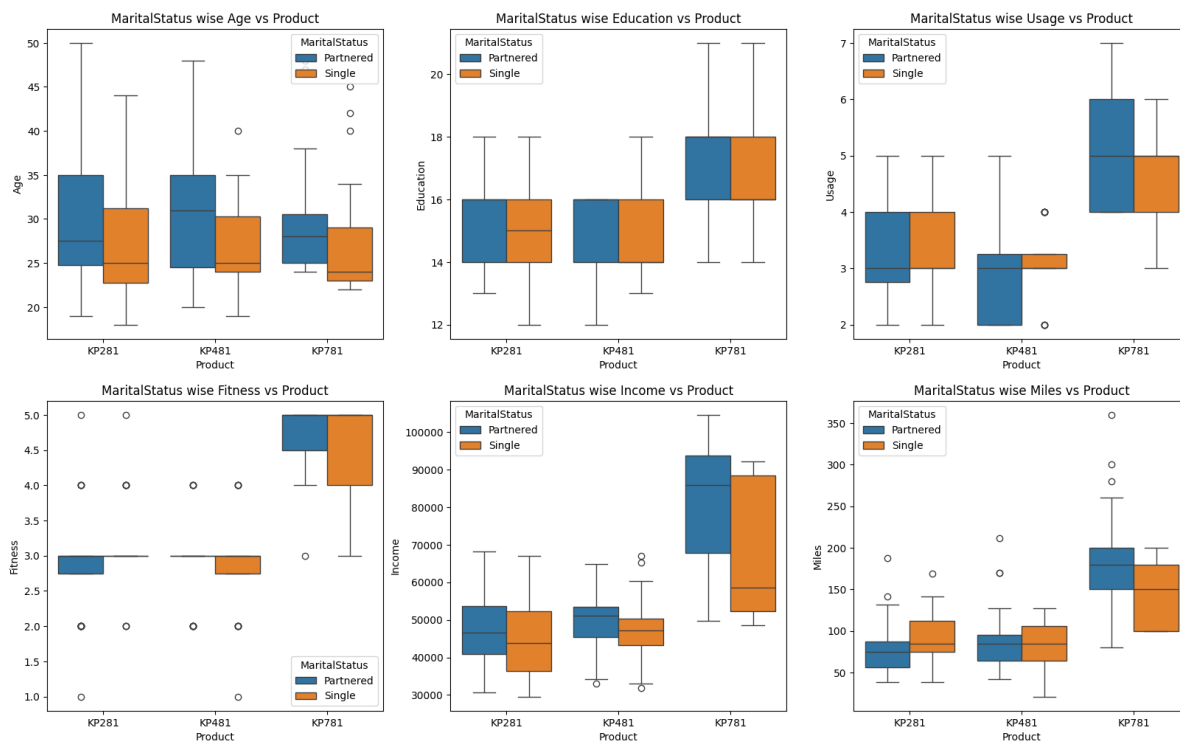 MaritalStatus wise Age vs Product
50
45
40
35
30
25
20
Age
MaritalStatus
Partnered
Single
KP281
KP481
KP781
Product
MaritalStatus wise Education vs Product
20
18
16
14
12
Education
MaritalStatus
Partnered
Single
KP281
KP481
KP781
Product
MaritalStatus wise Usage vs Product
7
6
5
4
3
2
Usage
MaritalStatus
Partnered
Single
KP281
KP481
KP781
Product
MaritalStatus wise Fitness vs Product
5.0
4.5
4.0
3.5
3.0
2.5
2.0
1.5
1.0
Fitness
MaritalStatus
Partnered
Single
KP281
KP481
KP781
Product
MaritalStatus wise Income vs Product
100000
90000
80000
70000
60000
50000
40000
30000
Income
MaritalStatus
Partnered
Single
KP281
KP481
KP781
Product
MaritalStatus wise Miles vs Product
350
300
250
200
150
100
50
Miles
MaritalStatus
Partnered
Single
KP281
KP481
KP781
Product